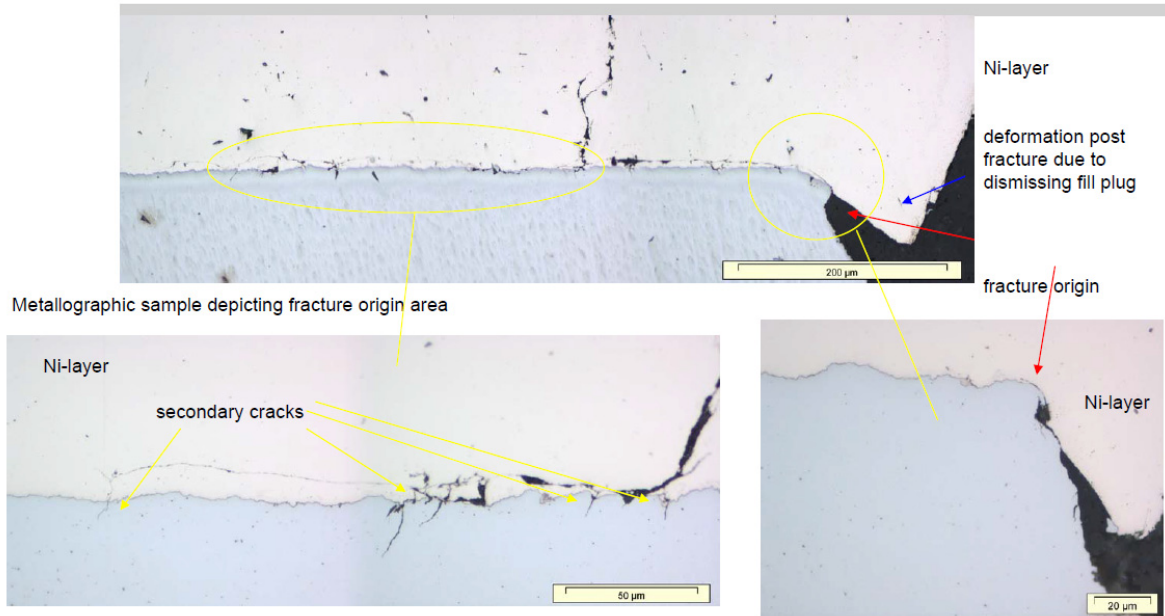 Ni-layer
deformation post
fracture due to
dismissing fill plug
200 µm
fracture origin
Metallographic sample depicting fracture origin area
Ni-layer
secondary cracks
50 µm
Ni-layer
20 µm